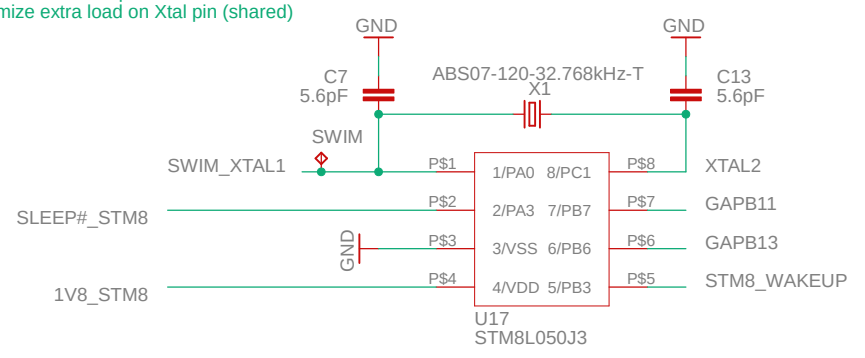 extra load on Xtal pin (shared)
GND
GND
C7
5.6pF
ABS07-120-32.768kHz-T
X1
C13
5.6pF
SWIM
SWIM_XTAL1
P$1
1/PA0
8/PC1
P$8
XTAL2
SLEEP#_STM8
P$2
2/PA3
7/PB7
P$7
GAPB11
GND
P$3
3/VSS
6/PB6
P$6
GAPB13
1V8_STM8
P$4
4/VDD
5/PB3
P$5
STM8_WAKEUP
U17
STM8L050J3